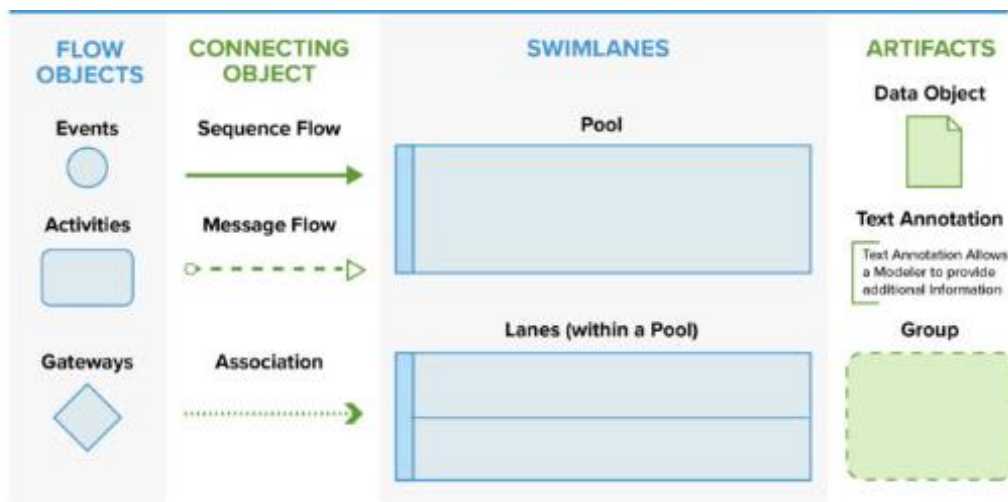 FLOW
OBJECTS
Events
Activities
Gateways
CONNECTING
OBJECT
Sequence Flow
Message Flow
Association
SWIMLANES
Pool
Lanes (within a Pool)
ARTIFACTS
Data Object
Text Annotation
Text Annotation Allows
a Modeler to provide
additional Information
Group